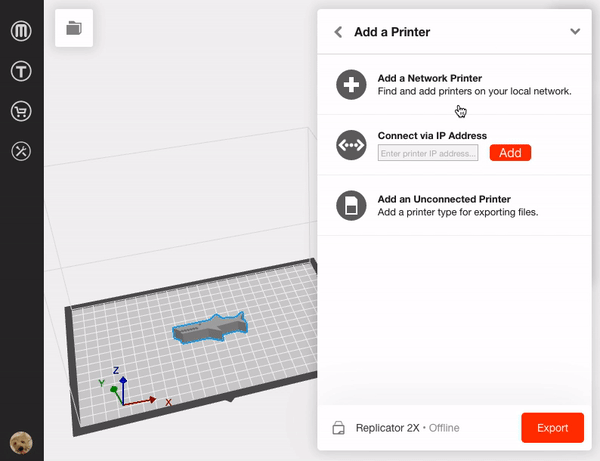 Add a Printer
Add a Network Printer
Find and add printers on your local network.
Connect via IP Address
Enter printer IP address...
Add
Add an Unconnected Printer
Add a printer type for exporting files.
Z
Y
X
Replicator 2X • Offline
Export
M
T